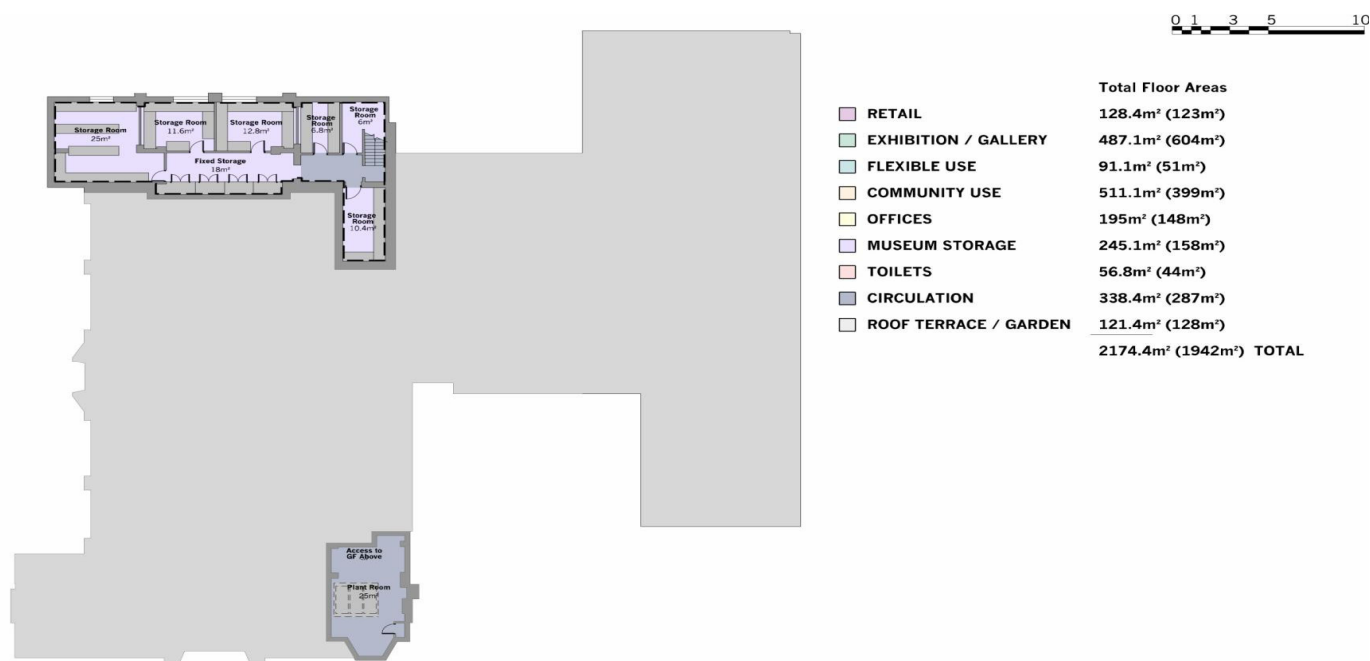 0 1 3 5 10
Total Floor Areas
RETAIL 128.4m² (123m²)
EXHIBITION / GALLERY 487.1m² (604m²)
FLEXIBLE USE 91.1m² (51m²)
COMMUNITY USE 511.1m² (399m²)
OFFICES 195m² (148m²)
MUSEUM STORAGE 245.1m² (158m²)
TOILETS 56.8m² (44m²)
CIRCULATION 338.4m² (287m²)
ROOF TERRACE / GARDEN 121.4m² (128m²)
2174.4m² (1942m²) TOTAL
Storage Room
25m²
Storage Room
11.6m²
Storage Room
12.8m²
Storage
Room
6.8m²
Storage
Room
6m²
Fixed Storage
18m²
Storage
Room
10.4m²
Access to
GF Above
Plant Room
25m²